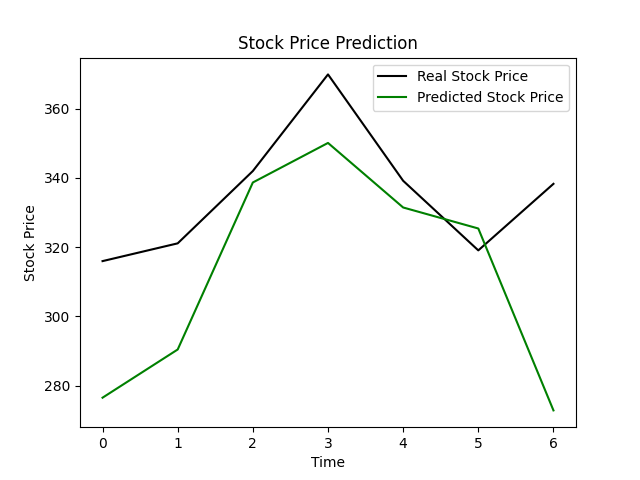 Stock Price Prediction
Real Stock Price
Predicted Stock Price
Stock Price
360
340
320
300
280
0 1 2 3 4 5 6
Time